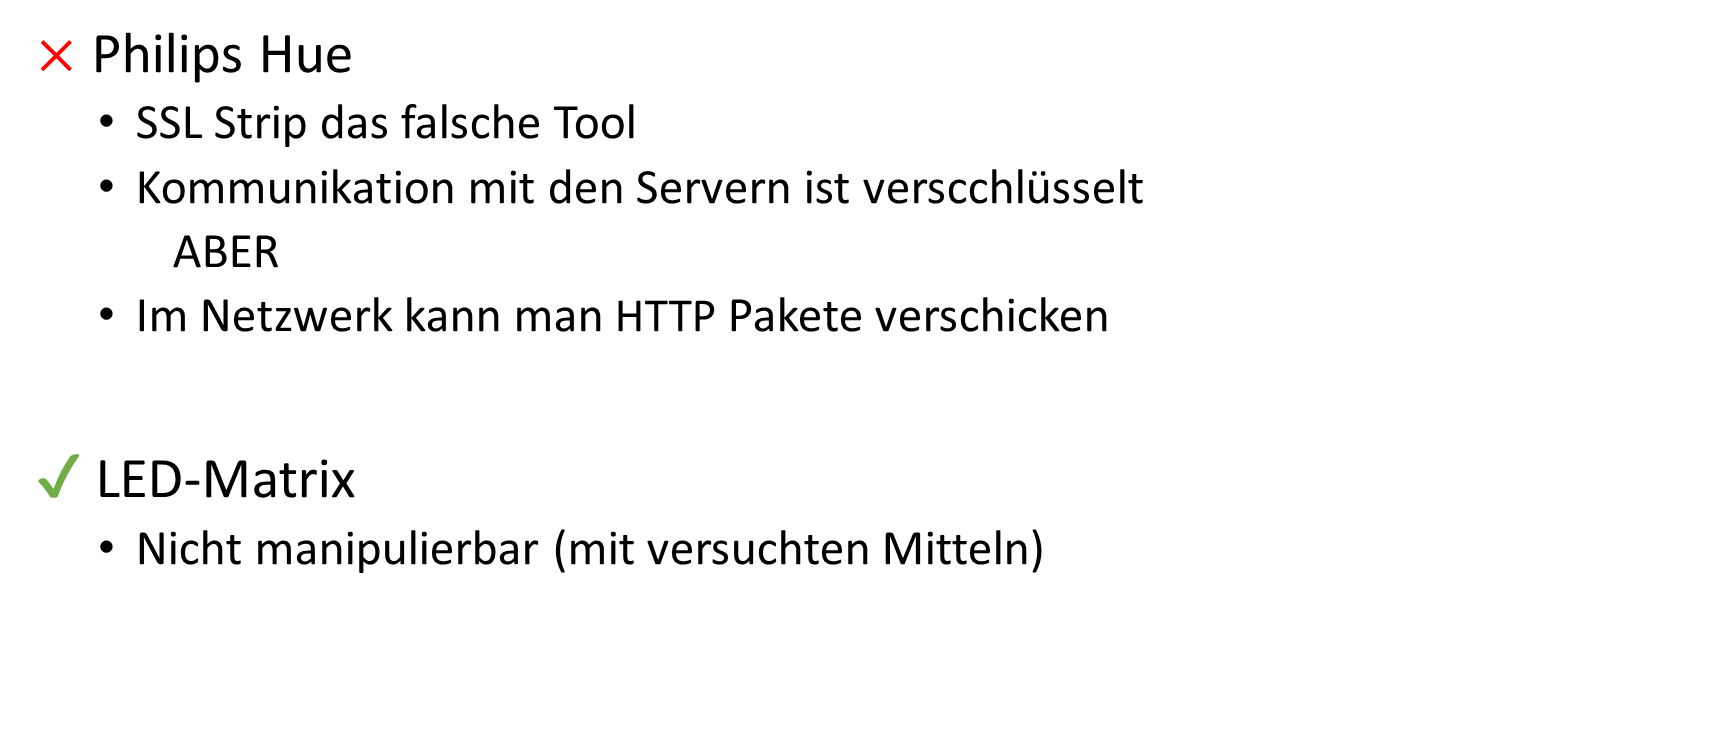 Philips Hue
• SSL Strip das falsche Tool
• Kommunikation mit den Servern ist verscchlüsselt
ABER
• Im Netzwerk kann man HTTP Pakete verschicken
LED-Matrix
• Nicht manipulierbar (mit versuchten Mitteln)